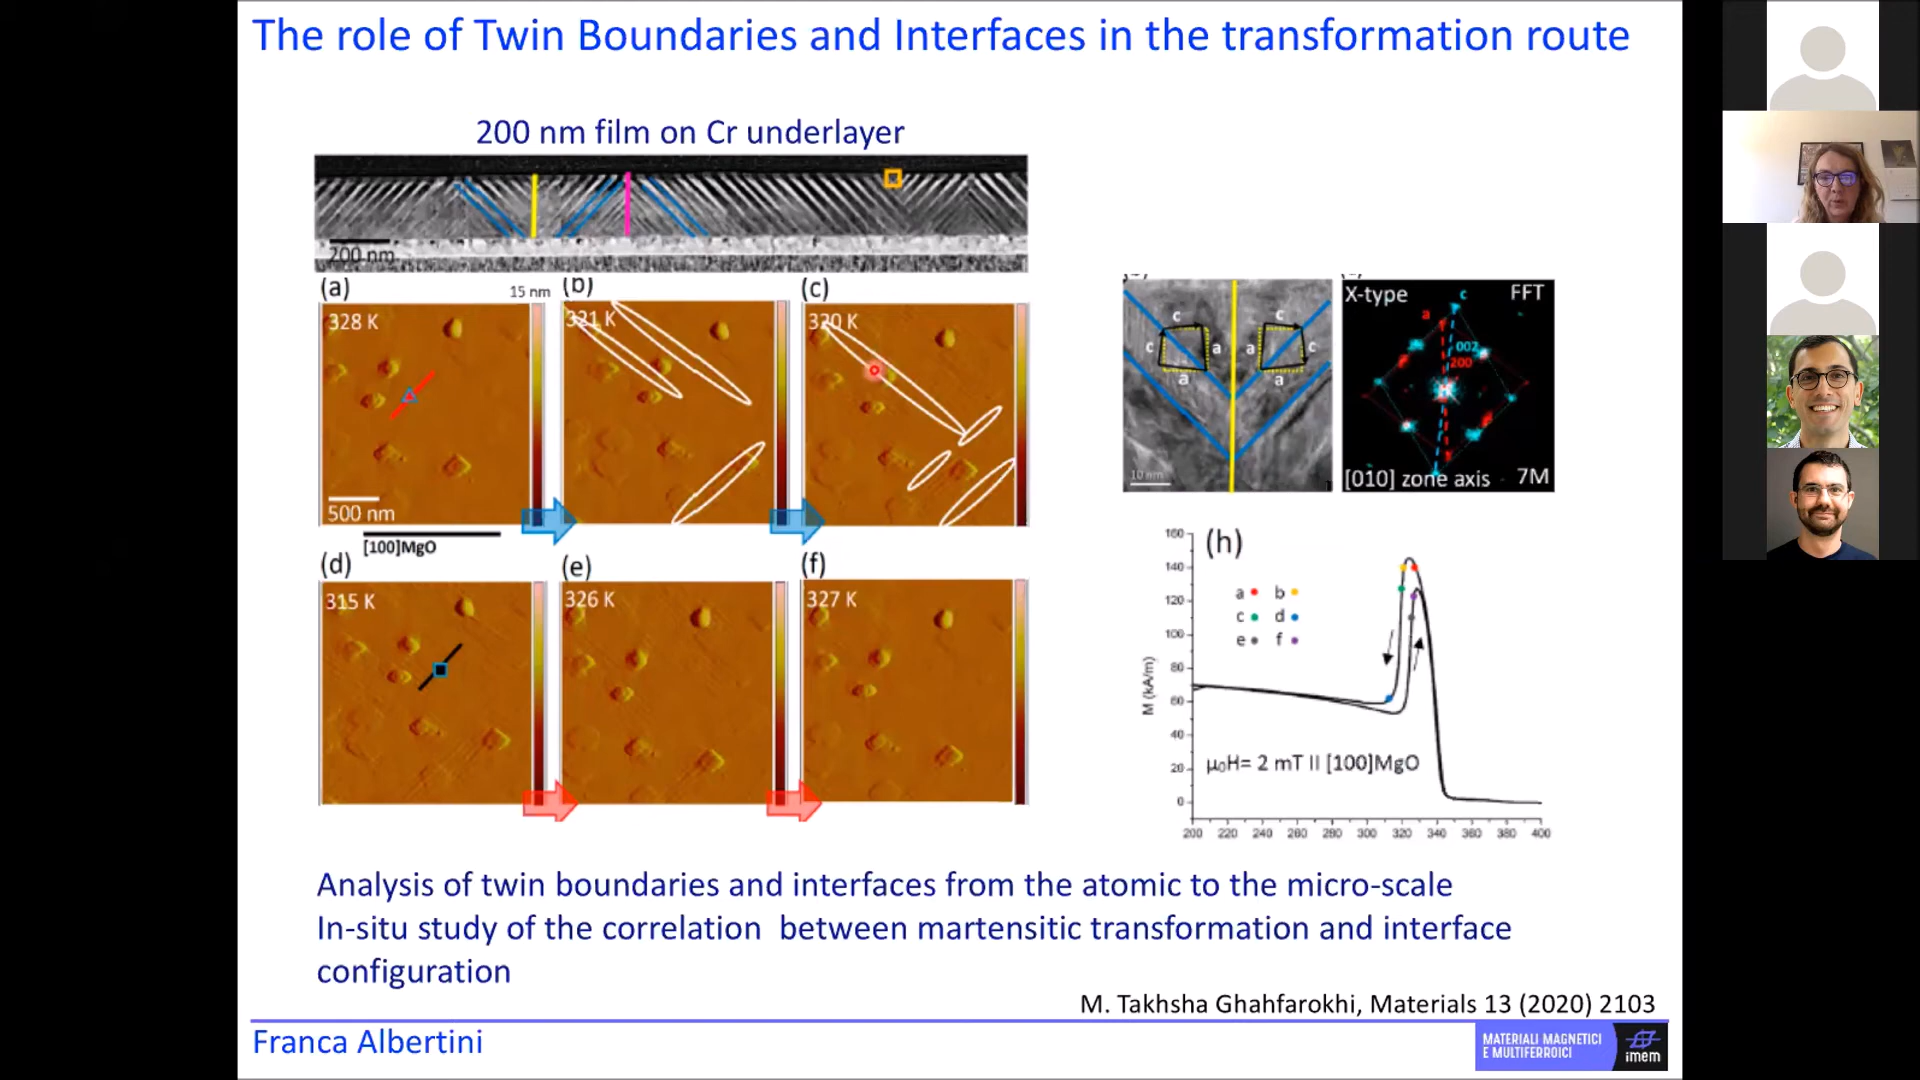 The role of Twin Boundaries and Interfaces in the transformation route
200 nm film on Cr underlayer
200 nm
(a)
15 nm
(b)
(c)
328 K
321 K
320 K
500 nm
[100]MgO
(d)
(e)
(f)
315 K
326 K
327 K
c
c
c
a
a
c
a
a
10 nm
X-type
c
FFT
a
002
200
[010] zone axis
7M
(h)
160
140
120
100
80
60
40
20
0
M (kA/m)
a b
c d
e f
μ₀H= 2 mT II [100]MgO
200 220 240 260 280 300 320 340 360 380 400
Analysis of twin boundaries and interfaces from the atomic to the micro-scale
In-situ study of the correlation between martensitic transformation and interface
configuration
M. Takhsha Ghahfarokhi, Materials 13 (2020) 2103
Franca Albertini
MATERIALI MAGNETICI
E MULTIFERROICI
imem